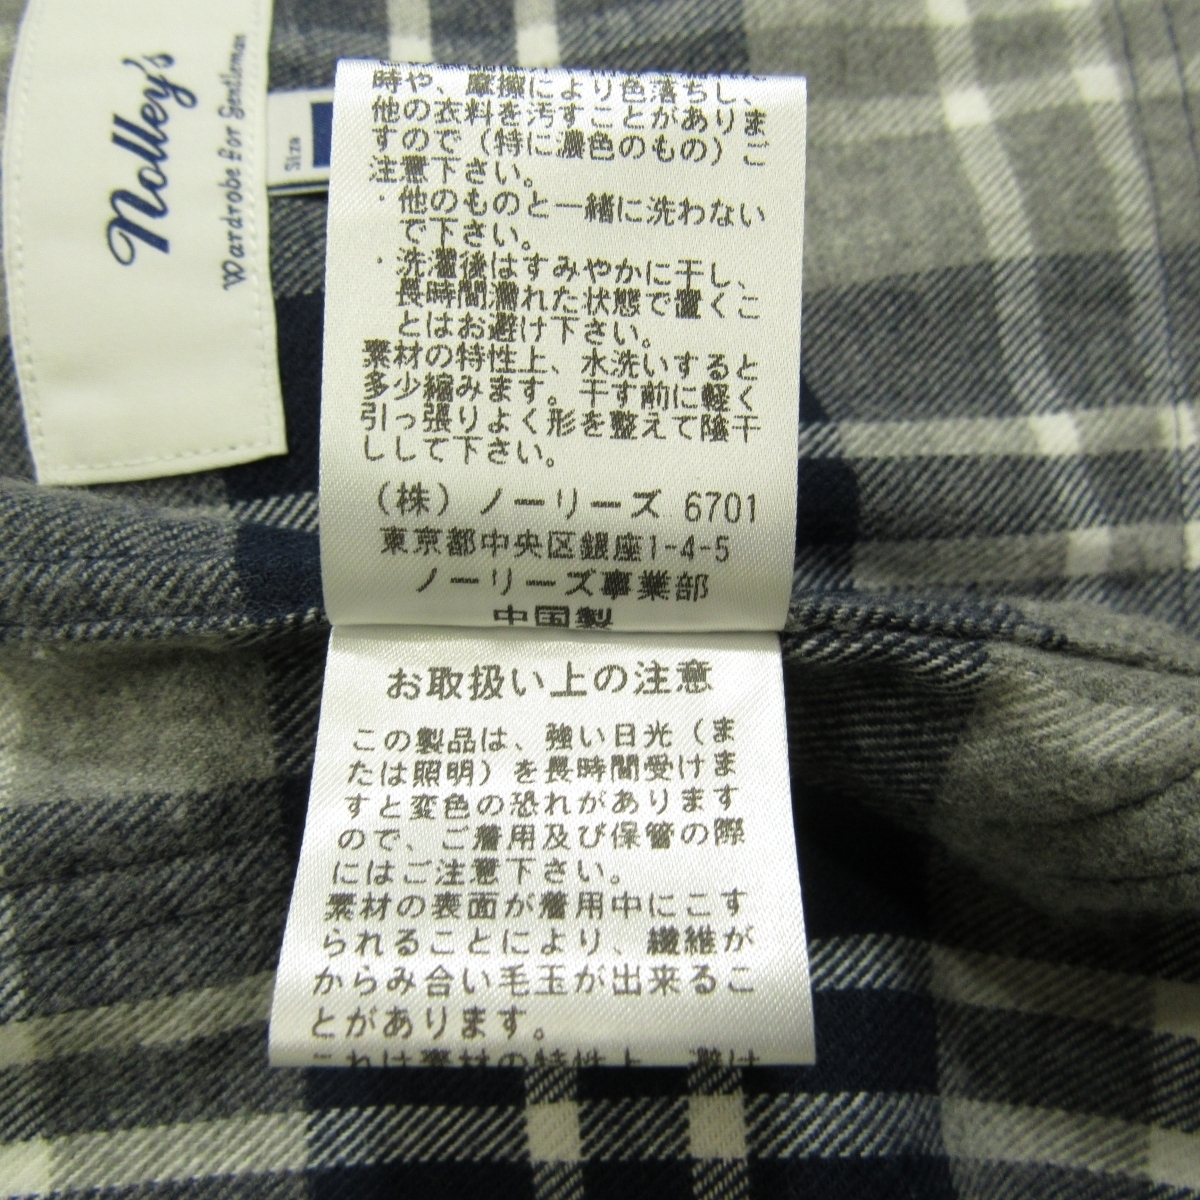 Nolley's
Wardrobe for Gentleman
Size
時や、摩擦により色落ちし、
他の衣料を汚すことがありま
すので（特に濃色のもの）ご
注意下さい。
・他のものと一緒に洗わない
で下さい。
・洗濯後はすみやかに干し、
長時間濡れた状態で置くこ
とはお避け下さい。
素材の特性上、水洗いすると
多少縮みます。干す前に軽く
引っ張りよく形を整えて陰干
しして下さい。
（株）ノーリーズ 6701
東京都中央区銀座1-4-5
ノーリーズ事業部
中国製
お取扱い上の注意
この製品は、強い日光（ま
たは照明）を長時間受けま
すと変色の恐れがあります
ので、ご着用及び保管の際
にはご注意下さい。
素材の表面が着用中にこす
られることにより、繊維が
からみ合い毛玉が出来るこ
とがあります。
これは素材の特性上、避け